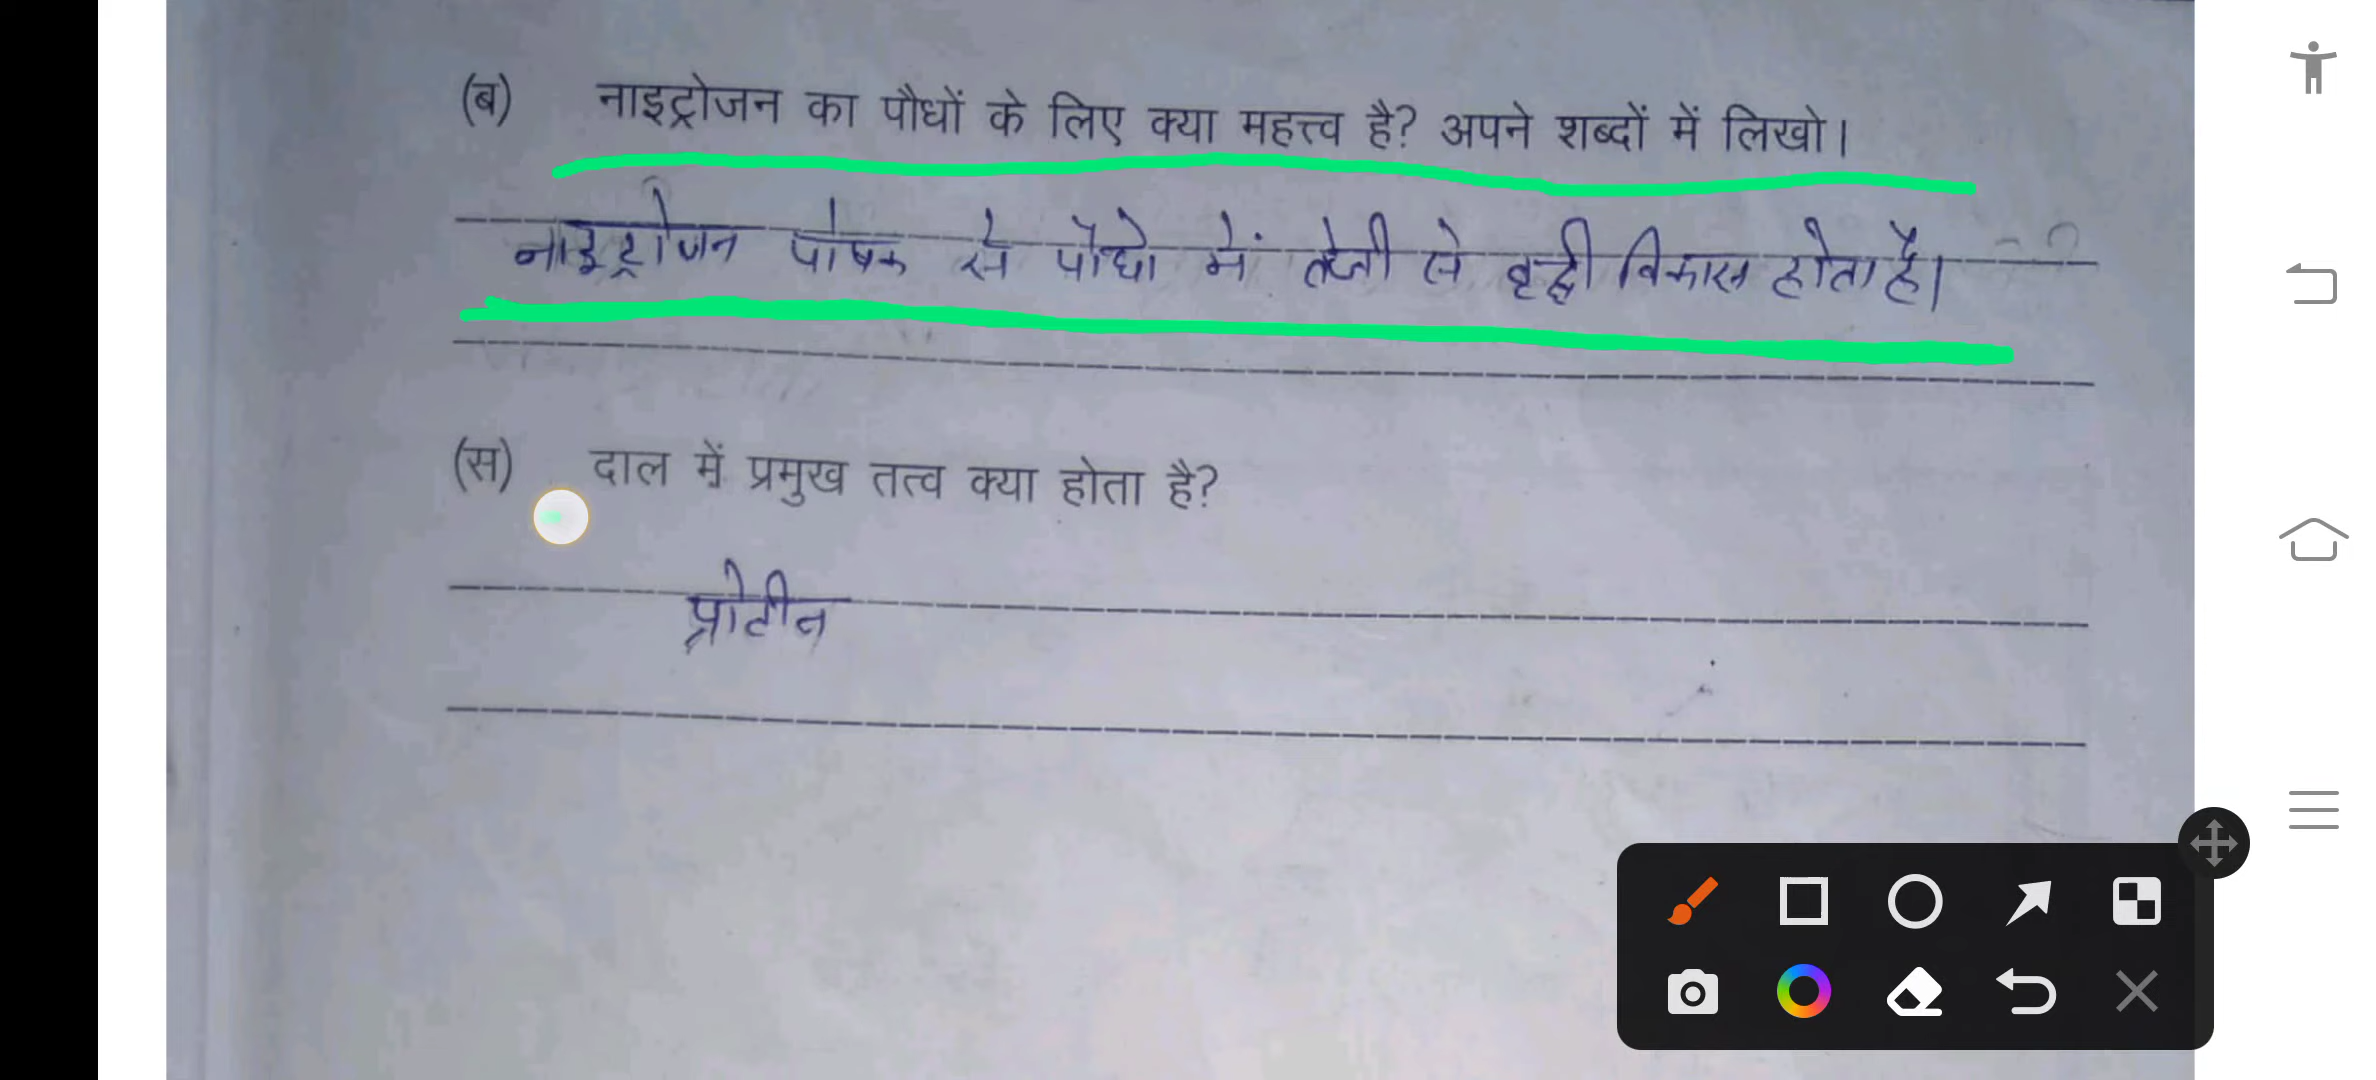 (ब) नाइट्रोजन का पौधों के लिए क्या महत्त्व है? अपने शब्दों में लिखो।
नाइट्रोजन पोषक से पौधो में तेजी से वृद्धी विकास होता है।
(स) दाल में प्रमुख तत्व क्या होता है?
प्रोटीन